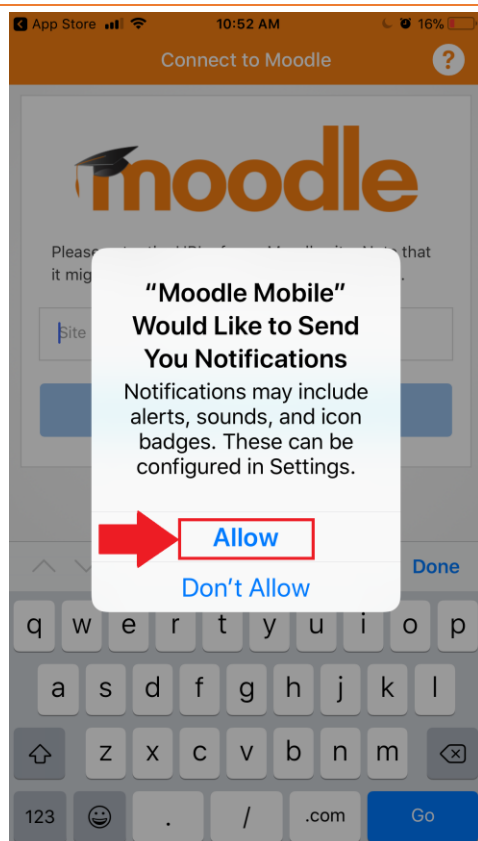 App Store 10:52 AM 16%
Connect to Moodle ?
moodle
Please that
it mig
"Moodle Mobile"
Would Like to Send
You Notifications
Notifications may include
alerts, sounds, and icon
badges. These can be
configured in Settings.
Site
Allow
Don't Allow
Done
q w e r t y u i o p
a s d f g h j k l
z x c v b n m
123 . / .com Go